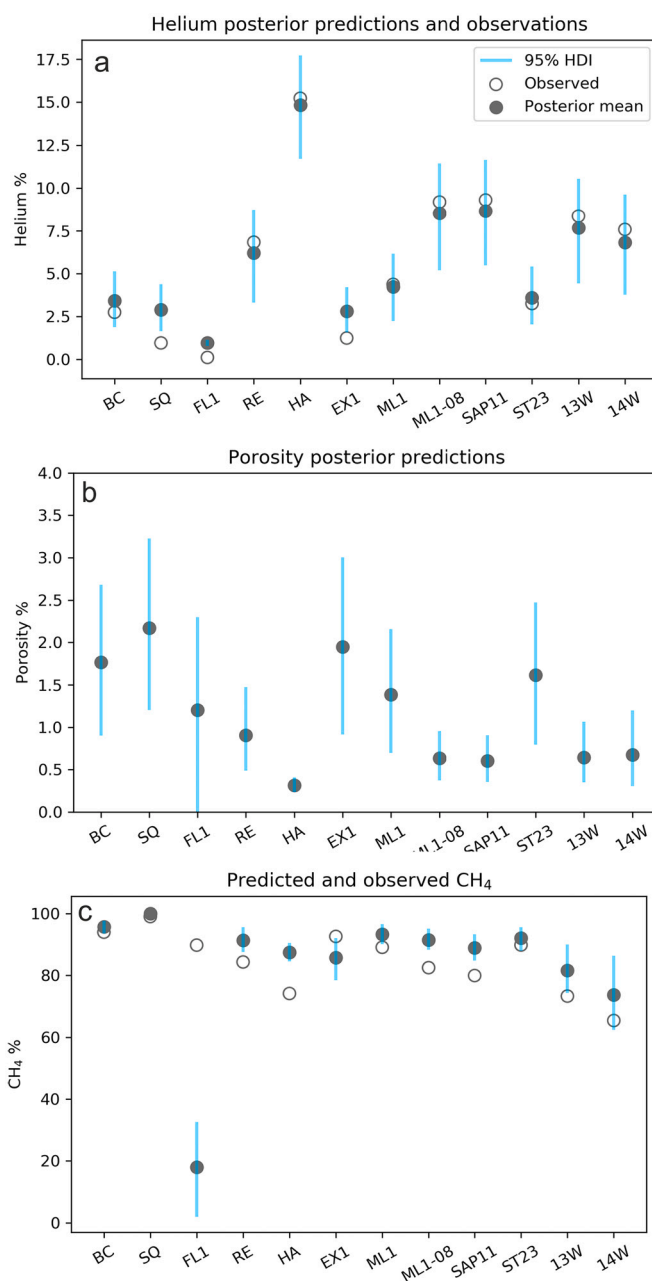 Helium posterior predictions and observations
a
95% HDI
Observed
Posterior mean
17.5
15.0
12.5
10.0
7.5
5.0
2.5
0.0
Helium %
BC SQ FL1 RE HA EX1 ML1 ML1-08 SAP11 ST23 13W 14W
Porosity posterior predictions
b
4.0
3.5
3.0
2.5
2.0
1.5
1.0
0.5
0.0
Porosity %
BC SQ FL1 RE HA EX1 ML1 ML1-08 SAP11 ST23 13W 14W
Predicted and observed CH₄
c
100
80
60
40
20
0
CH₄ %
BC SQ FL1 RE HA EX1 ML1 ML1-08 SAP11 ST23 13W 14W